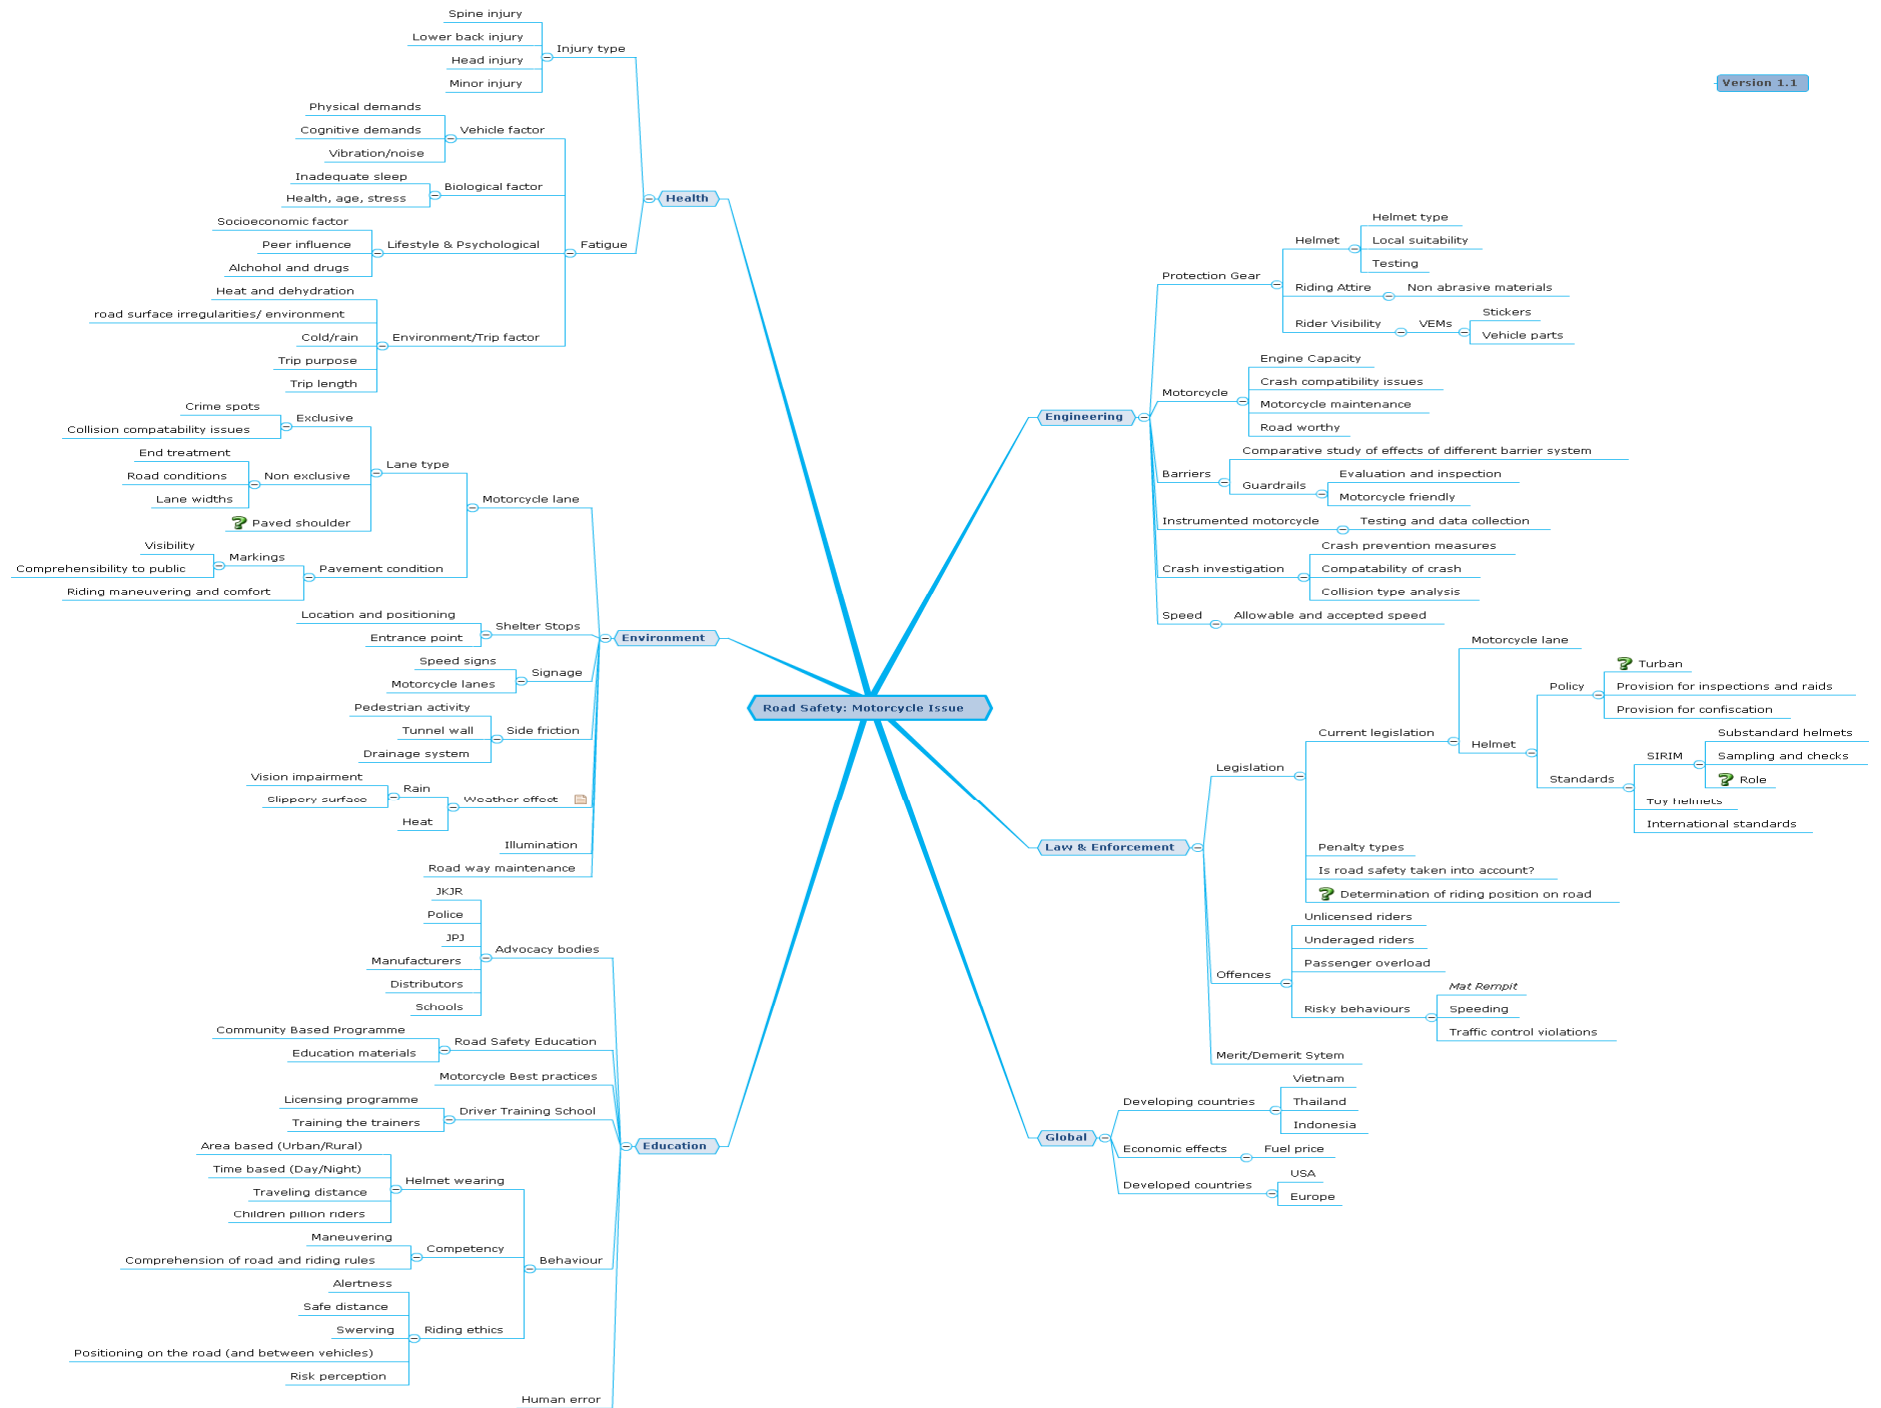 Spine injury
Lower back injury
Head injury
Minor injury
Injury type
Physical demands
Cognitive demands
Vibration/noise
Vehicle factor
Inadequate sleep
Health, age, stress
Biological factor
Socioeconomic factor
Peer influence
Alchohol and drugs
Lifestyle & Psychological
Heat and dehydration
road surface irregularities/ environment
Cold/rain
Trip purpose
Trip length
Environment/Trip factor
Fatigue
Health
Crime spots
Collision compatability issues
Exclusive
End treatment
Road conditions
Lane widths
Non exclusive
Paved shoulder
Lane type
Visibility
Comprehensibility to public
Markings
Riding maneuvering and comfort
Pavement condition
Motorcycle lane
Location and positioning
Entrance point
Shelter Stops
Speed signs
Motorcycle lanes
Signage
Pedestrian activity
Tunnel wall
Drainage system
Side friction
Vision impairment
Slippery surface
Rain
Heat
Weather effect
Illumination
Road way maintenance
Environment
JKJR
Police
JPJ
Manufacturers
Distributors
Schools
Advocacy bodies
Community Based Programme
Education materials
Road Safety Education
Motorcycle Best practices
Licensing programme
Training the trainers
Driver Training School
Area based (Urban/Rural)
Time based (Day/Night)
Traveling distance
Children pillion riders
Helmet wearing
Maneuvering
Comprehension of road and riding rules
Competency
Alertness
Safe distance
Swerving
Positioning on the road (and between vehicles)
Risk perception
Riding ethics
Behaviour
Human error
Education
Road Safety: Motorcycle Issue
Version 1.1
Engineering
Protection Gear
Helmet
Helmet type
Local suitability
Testing
Riding Attire
Non abrasive materials
Rider Visibility
VEMs
Stickers
Vehicle parts
Motorcycle
Engine Capacity
Crash compatibility issues
Motorcycle maintenance
Road worthy
Barriers
Comparative study of effects of different barrier system
Guardrails
Evaluation and inspection
Motorcycle friendly
Instrumented motorcycle
Testing and data collection
Crash investigation
Crash prevention measures
Compatability of crash
Collision type analysis
Speed
Allowable and accepted speed
Law & Enforcement
Legislation
Current legislation
Motorcycle lane
Helmet
Policy
Turban
Provision for inspections and raids
Provision for confiscation
Standards
SIRIM
Substandard helmets
Sampling and checks
Role
Toy helmets
International standards
Penalty types
Is road safety taken into account?
Determination of riding position on road
Offences
Unlicensed riders
Underaged riders
Passenger overload
Risky behaviours
Mat Rempit
Speeding
Traffic control violations
Merit/Demerit Sytem
Global
Developing countries
Vietnam
Thailand
Indonesia
Economic effects
Fuel price
Developed countries
USA
Europe